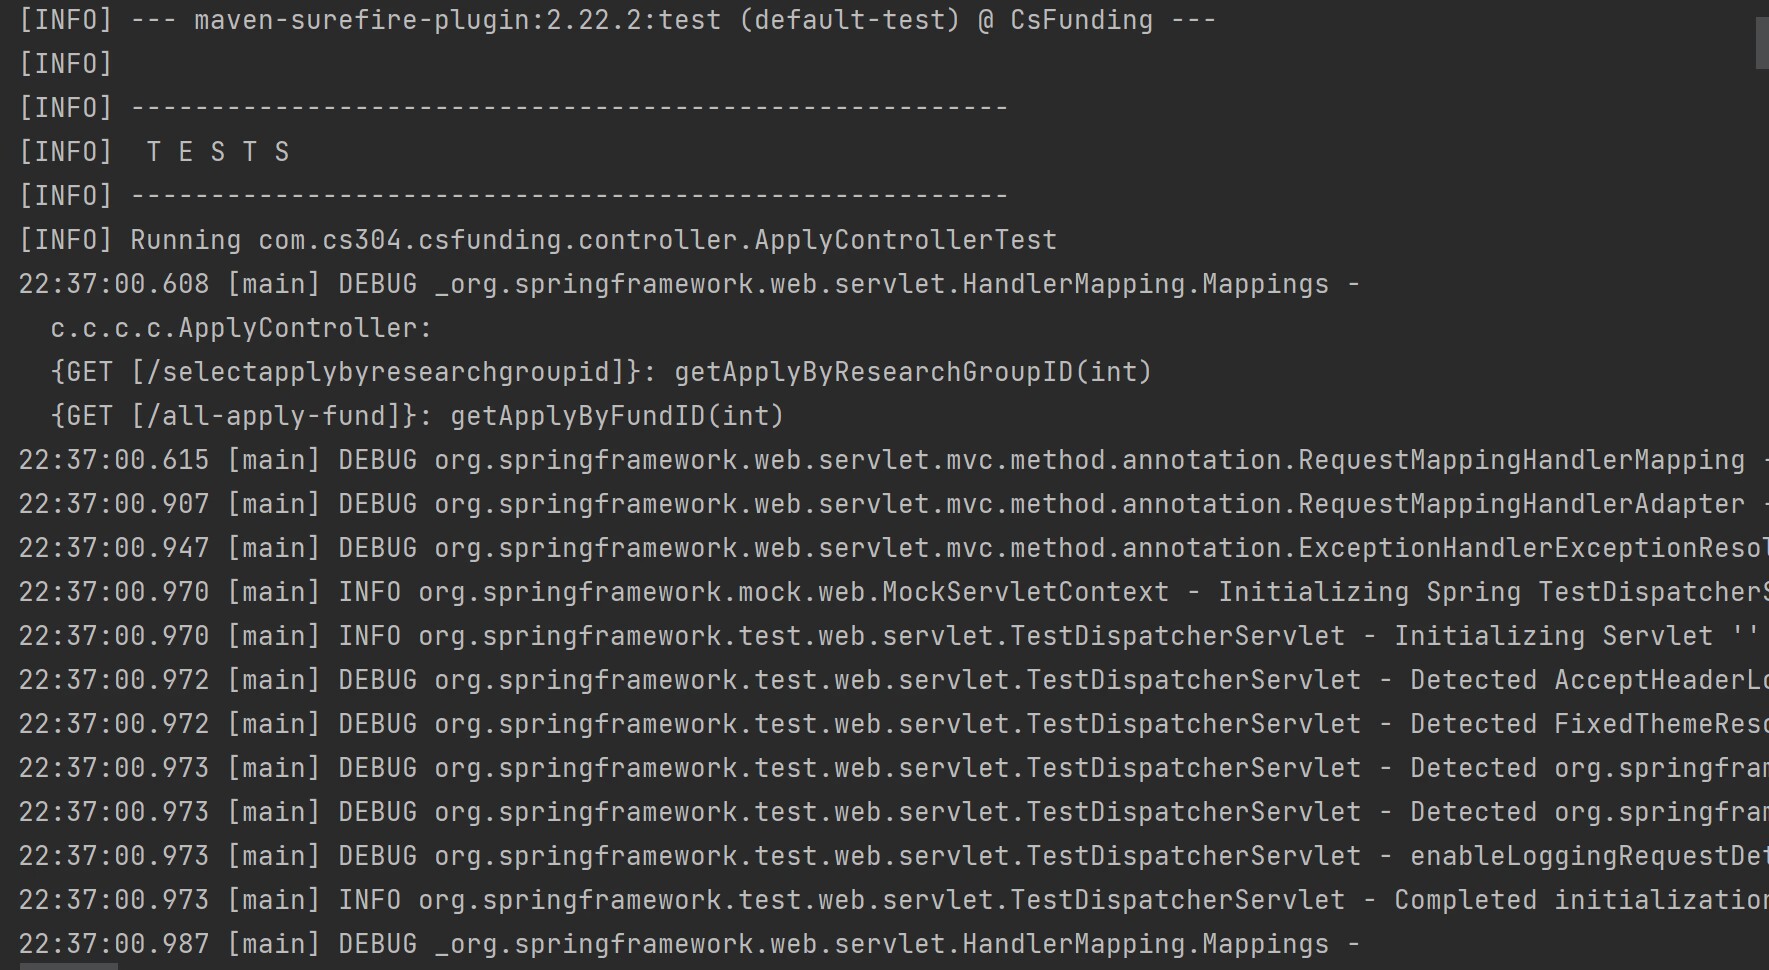 [INFO] --- maven-surefire-plugin:2.22.2:test (default-test) @ CsFunding ---
[INFO]
[INFO] -------------------------------------------------------
[INFO]  T E S T S
[INFO] -------------------------------------------------------
[INFO] Running com.cs304.csfunding.controller.ApplyControllerTest
22:37:00.608 [main] DEBUG _org.springframework.web.servlet.HandlerMapping.Mappings -
  c.c.c.c.ApplyController:
  {GET [/selectapplybyresearchgroupid]}: getApplyByResearchGroupID(int)
  {GET [/all-apply-fund]}: getApplyByFundID(int)
22:37:00.615 [main] DEBUG org.springframework.web.servlet.mvc.method.annotation.RequestMappingHandlerMapping -
22:37:00.907 [main] DEBUG org.springframework.web.servlet.mvc.method.annotation.RequestMappingHandlerAdapter -
22:37:00.947 [main] DEBUG org.springframework.web.servlet.mvc.method.annotation.ExceptionHandlerExceptionResol
22:37:00.970 [main] INFO org.springframework.mock.web.MockServletContext - Initializing Spring TestDispatcherS
22:37:00.970 [main] INFO org.springframework.test.web.servlet.TestDispatcherServlet - Initializing Servlet ''
22:37:00.972 [main] DEBUG org.springframework.test.web.servlet.TestDispatcherServlet - Detected AcceptHeaderLo
22:37:00.972 [main] DEBUG org.springframework.test.web.servlet.TestDispatcherServlet - Detected FixedThemeReso
22:37:00.973 [main] DEBUG org.springframework.test.web.servlet.TestDispatcherServlet - Detected org.springfram
22:37:00.973 [main] DEBUG org.springframework.test.web.servlet.TestDispatcherServlet - Detected org.springfram
22:37:00.973 [main] DEBUG org.springframework.test.web.servlet.TestDispatcherServlet - enableLoggingRequestDet
22:37:00.973 [main] INFO org.springframework.test.web.servlet.TestDispatcherServlet - Completed initialization
22:37:00.987 [main] DEBUG _org.springframework.web.servlet.HandlerMapping.Mappings -